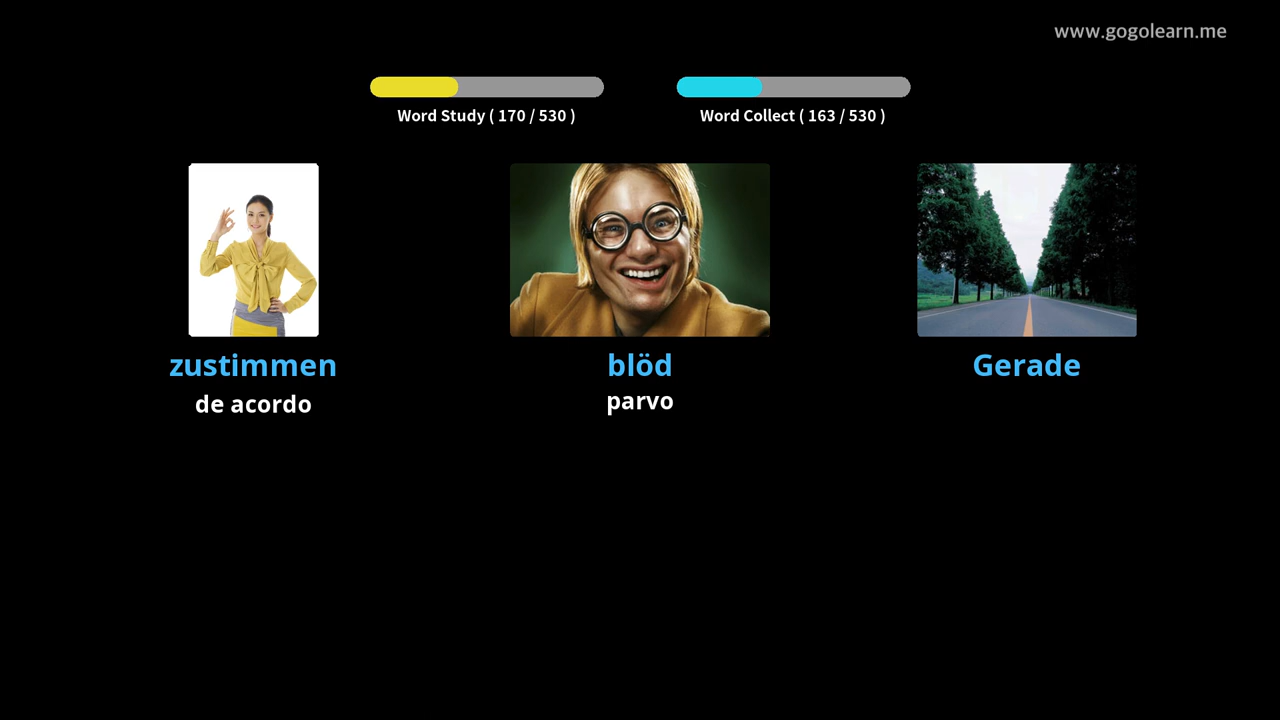 www.gogolearn.me
Word Study ( 170 / 530 )
Word Collect ( 163 / 530 )
zustimmen
de acordo
blöd
parvo
Gerade